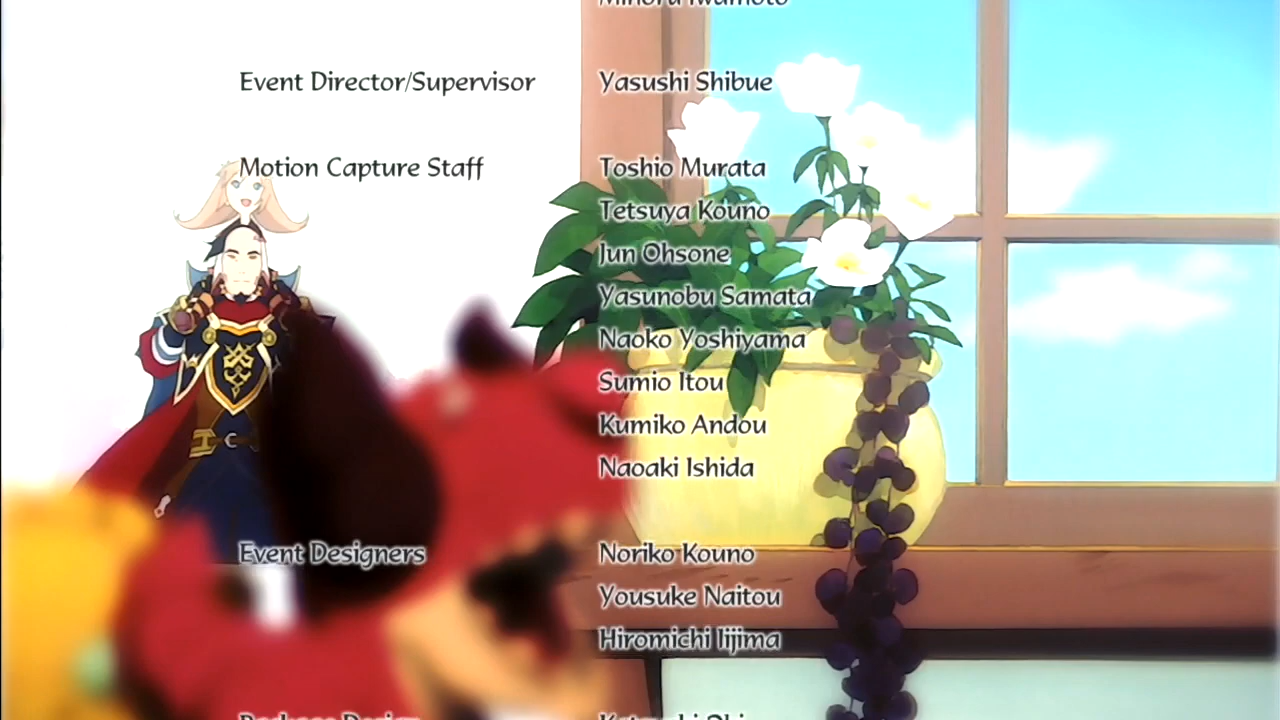 Event Director/Supervisor Yasushi Shibue
Motion Capture Staff Toshio Murata
Tetsuya Kouno
Jun Ohsone
Yasunobu Samata
Naoko Yoshiyama
Sumio Itou
Kumiko Andou
Naoaki Ishida
Event Designers Noriko Kouno
Yousuke Naitou
Hiromichi Iijima